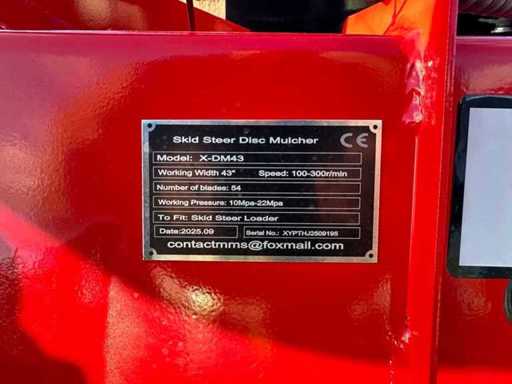 Skid Steer Disc Mulcher CE
Model: X-DM43
Working Width 43" Speed: 100-300r/min
Number of blades: 54
Working Pressure: 10Mpa-22Mpa
To Fit: Skid Steer Loader
Date:2025.09 Serial No.: XYPTHJ2509195
contactmms@foxmail.com